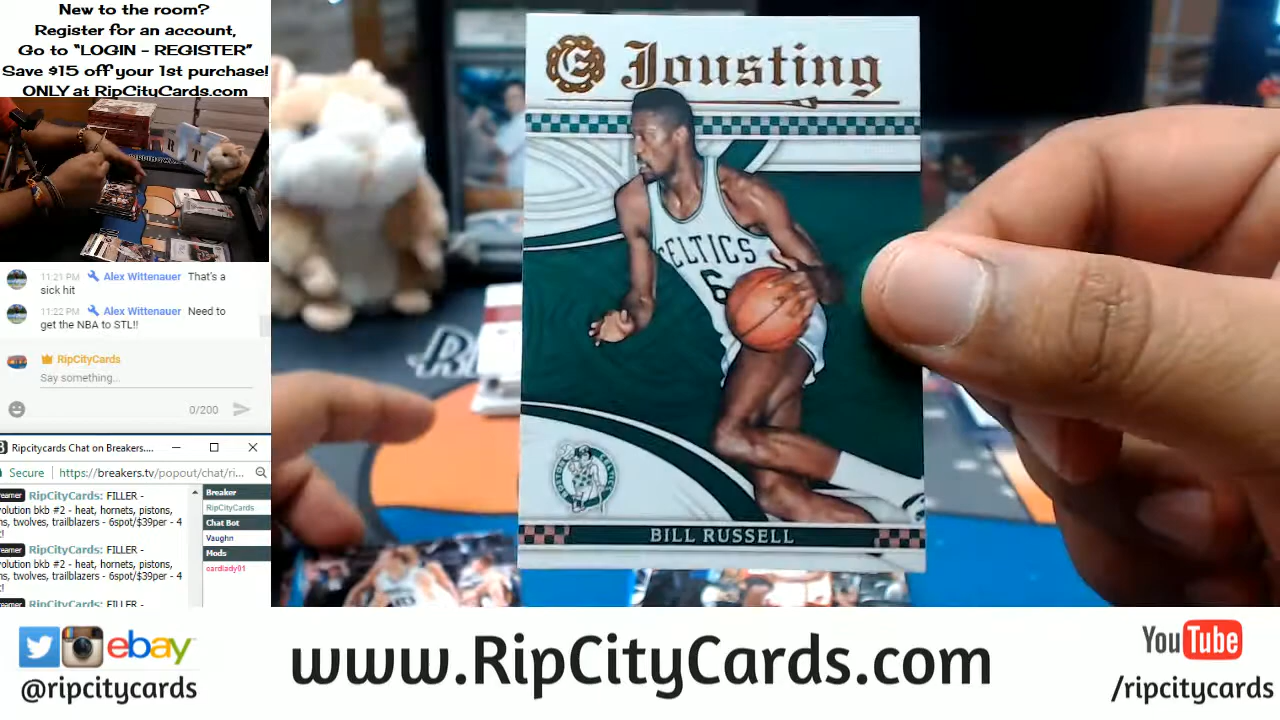 New to the room?
Register for an account,
Go to “LOGIN - REGISTER”
Save $15 off your 1st purchase!
ONLY at RipCityCards.com
11:21 PM Alex Wittenauer That's a
sick hit
11:22 PM Alex Wittenauer Need to
get the NBA to STL!!
RipCityCards
Say something...
0/200
Ripcitycards Chat on Breakers....
Secure https://breakers.tv/popout/chat/ri...
RipCityCards: FILLER -
bkb #2 - heat, hornets, pistons,
twolves, trailblazers - 6spot/$39per - 4
RipCityCards: FILLER -
bkb #2 - heat, hornets, pistons,
twolves, trailblazers - 6spot/$39per - 4
RipCityCards: FILLER -
Breaker
RipCityCards
Chat Bot
Vaughn
Mods
cardlady01
Jousting
CELTICS
6
BILL RUSSELL
ebay
@ripcitycards
www.RipCityCards.com
YouTube
/ripcitycards